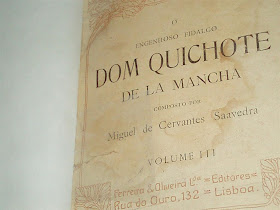 O
ENGENHOSO FIDALGO
DOM QUICHOTE
DE LA MANCHA
COMPOSTO POR
Miguel de Cervantes Saavedra
VOLUME III
Ferreira & Oliveira Lda = Editores =
Rua do Ouro, 132 = Lisboa.